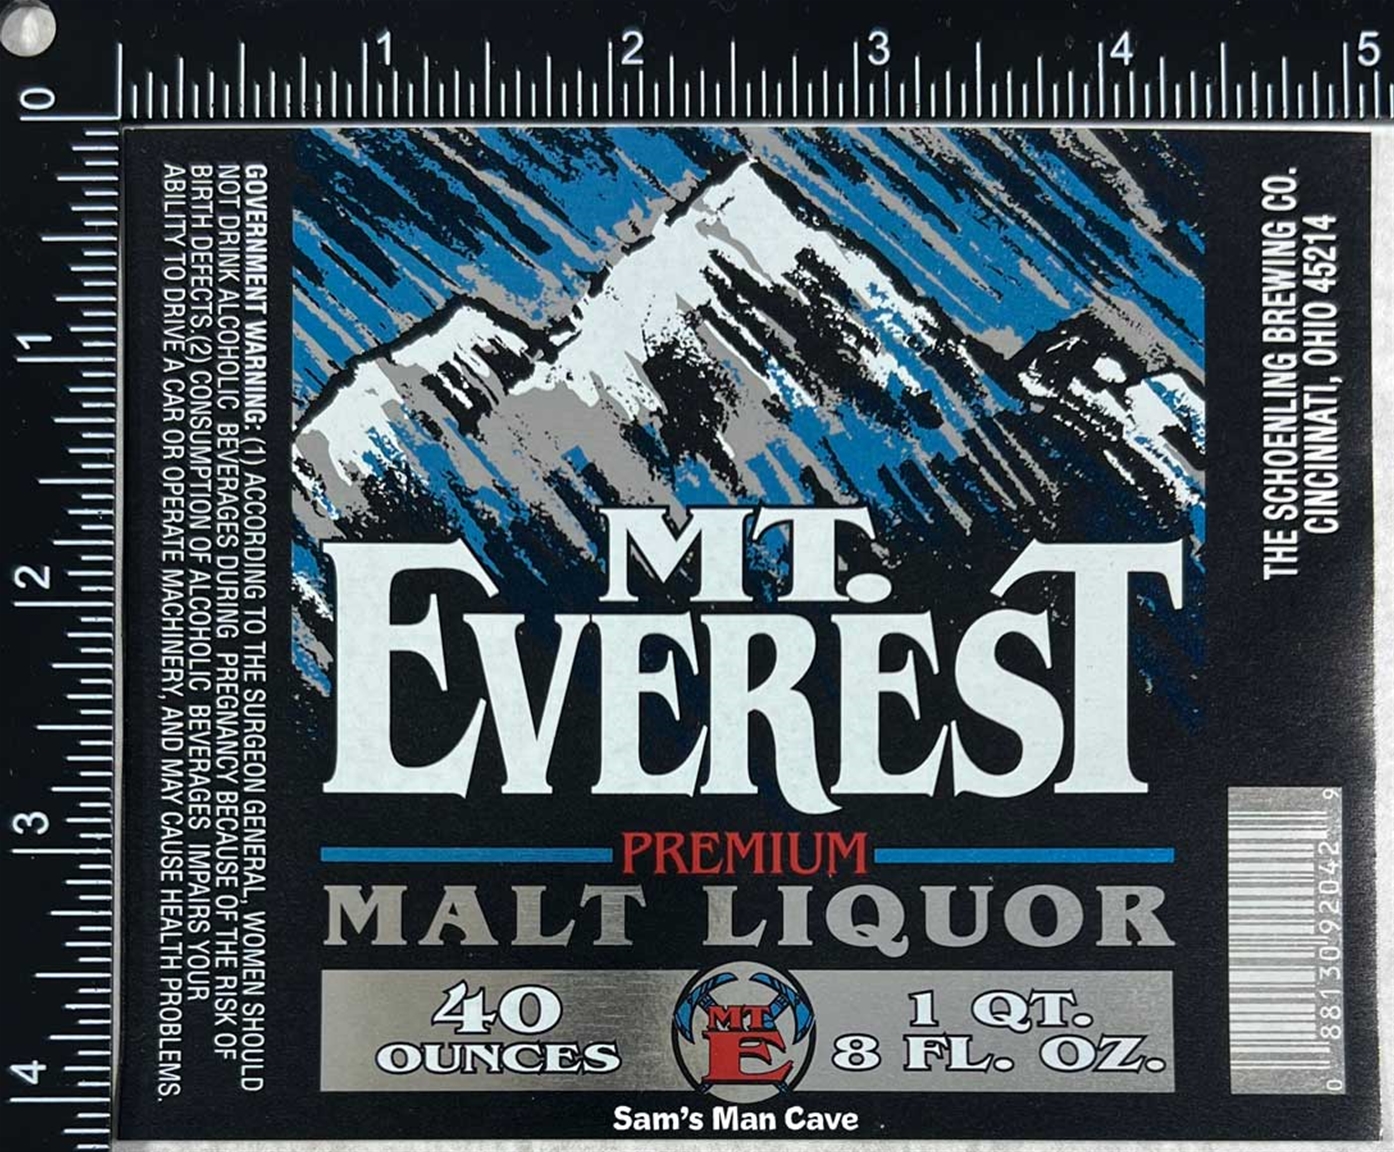 1 2 3 4 5
0
1
2
3
4
GOVERNMENT WARNING: (1) ACCORDING TO THE SURGEON GENERAL, WOMEN SHOULD
NOT DRINK ALCOHOLIC BEVERAGES DURING PREGNANCY BECAUSE OF THE RISK OF
BIRTH DEFECTS.(2) CONSUMPTION OF ALCOHOLIC BEVERAGES IMPAIRS YOUR
ABILITY TO DRIVE A CAR OR OPERATE MACHINERY, AND MAY CAUSE HEALTH PROBLEMS.
MT.
EVEREST
PREMIUM
MALT LIQUOR
40
OUNCES
MT.
E
1 QT.
8 FL. OZ.
THE SCHOENLING BREWING CO.
CINCINNATI, OHIO 45214
0 88130 92042 9
Sam's Man Cave